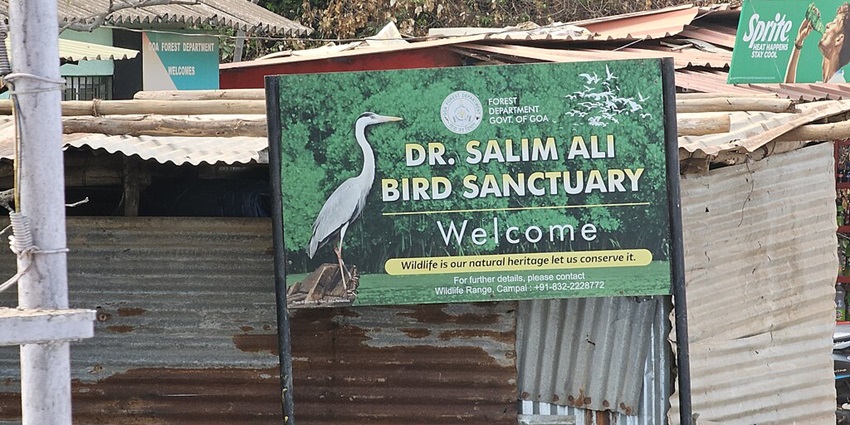 GOA FOREST DEPARTMENT
WELCOMES
Sprite
HEAT HAPPENS
STAY COOL
FOREST
DEPARTMENT
GOVT. OF GOA
DR. SALIM ALI
BIRD SANCTUARY
Welcome
Wildlife is our natural heritage let us conserve it.
For further details, please contact
Wildlife Range, Campal : +91-832-2228772